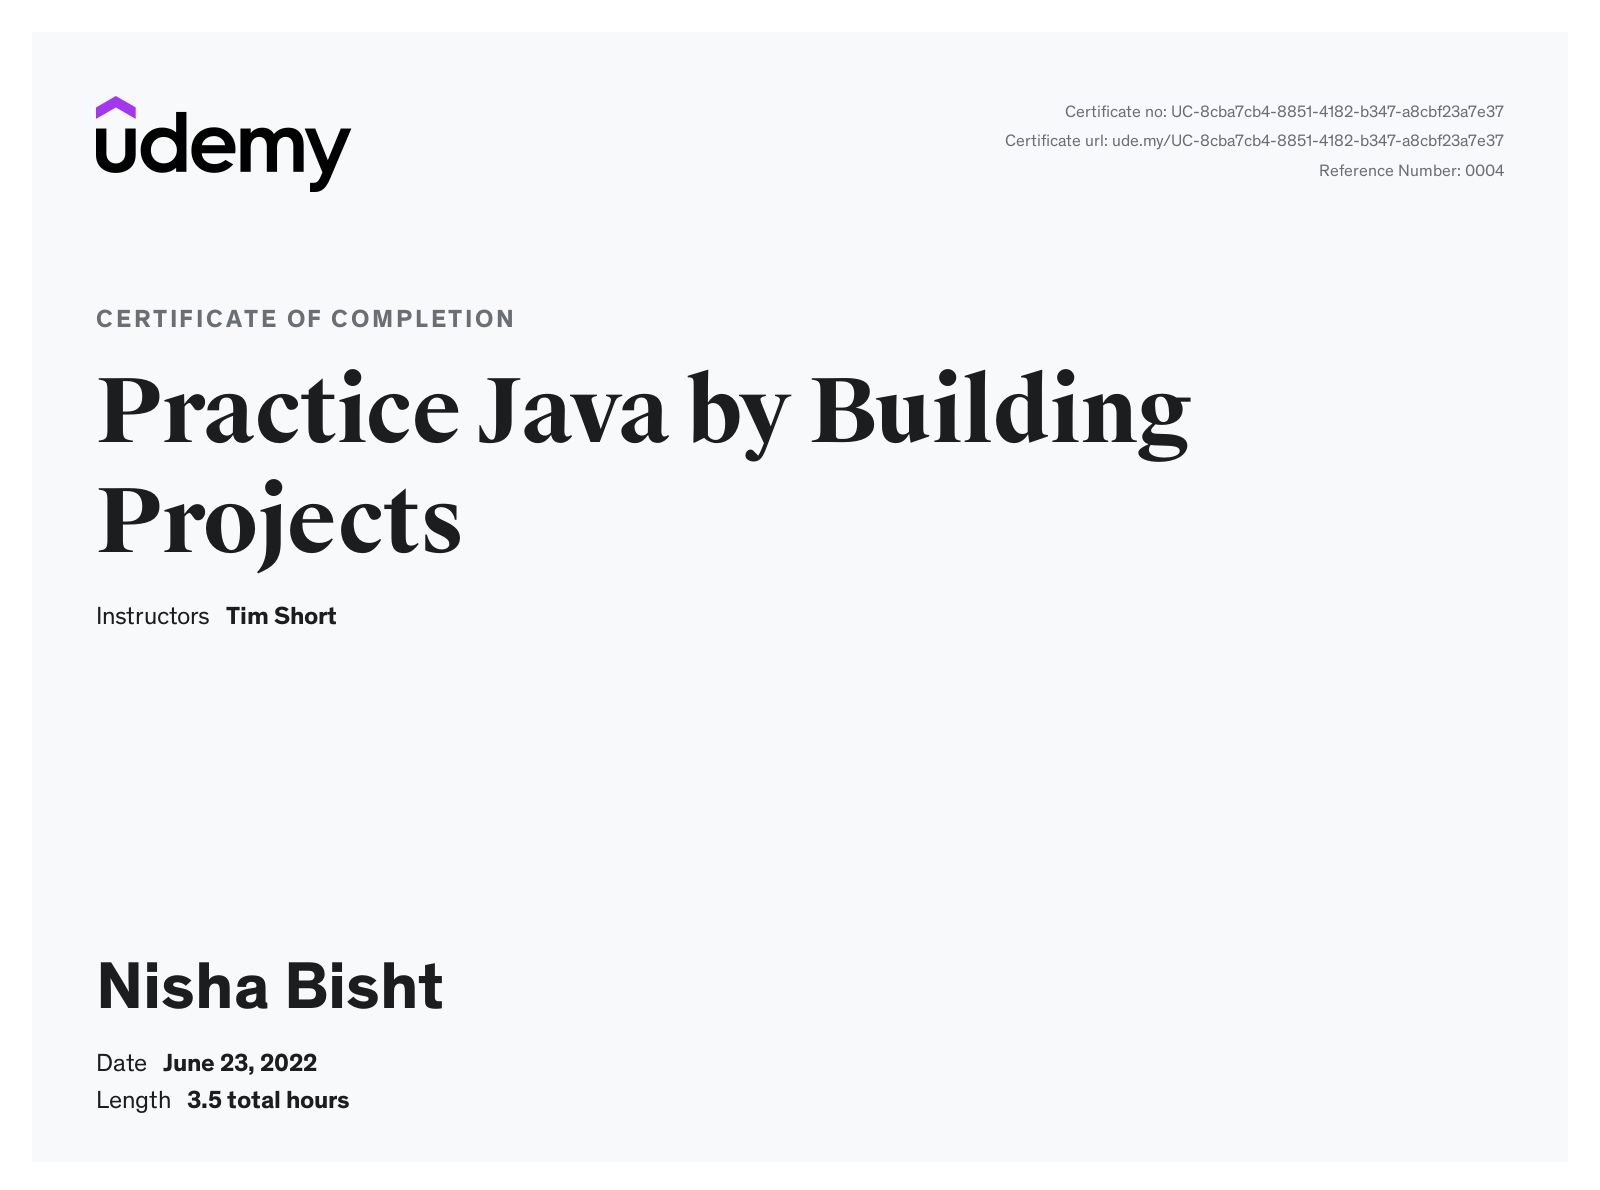 udemy
Certificate no: UC-8cba7cb4-8851-4182-b347-a8cbf23a7e37
Certificate url: ude.my/UC-8cba7cb4-8851-4182-b347-a8cbf23a7e37
Reference Number: 0004
CERTIFICATE OF COMPLETION
Practice Java by Building
Projects
Instructors Tim Short
Nisha Bisht
Date June 23, 2022
Length 3.5 total hours